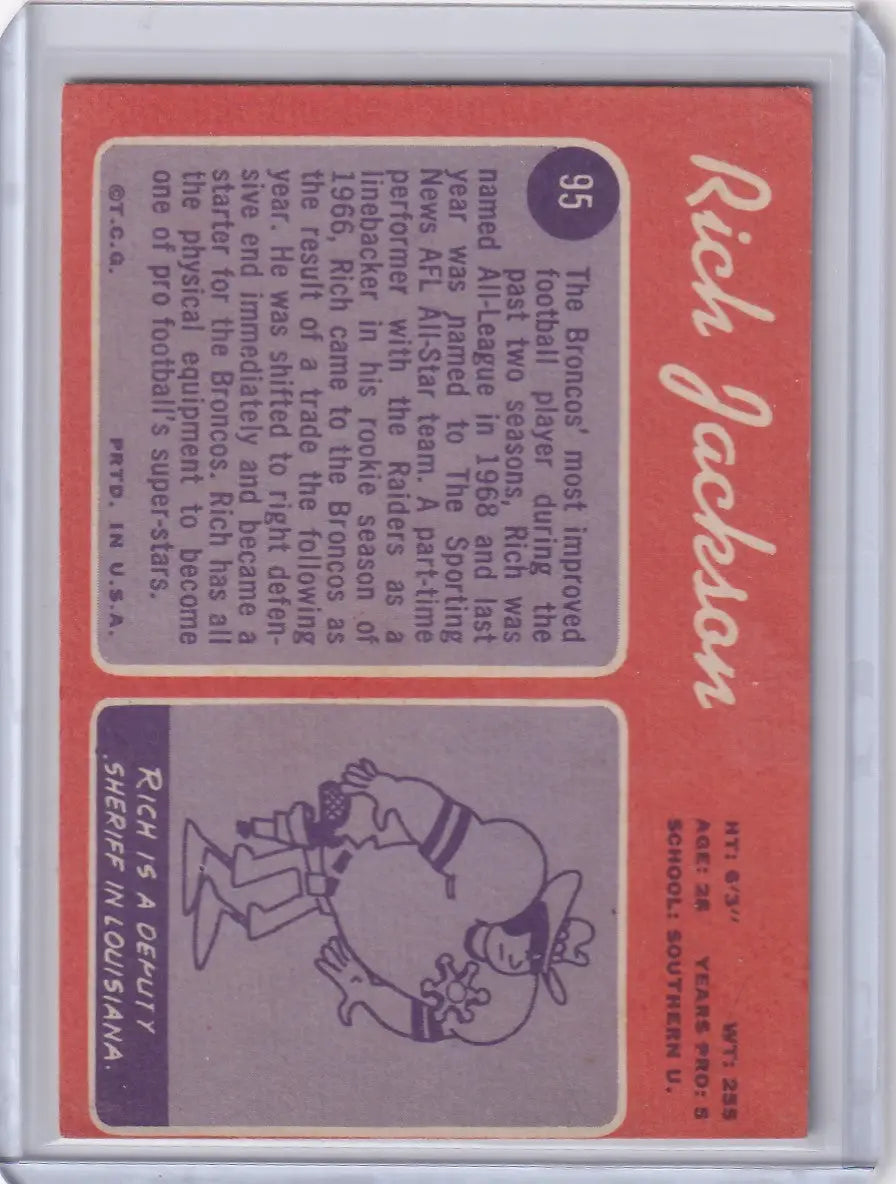 Rich Jackson
HT: 6'3" WT: 255
AGE: 28 YEARS PRO: 5
SCHOOL: SOUTHERN U.
95
The Broncos' most improved
football player during the
past two seasons, Rich was
named All-League in 1968 and last
year was named to The Sporting
News AFL All-Star team. A part-time
performer with the Raiders as a
linebacker in his rookie season of
1966, Rich came to the Broncos as
the result of a trade the following
year. He was shifted to right defen-
sive end immediately and became a
starter for the Broncos. Rich has all
the physical equipment to become
one of pro football's super-stars.
©T.C.G. PRTD. IN U.S.A.
RICH IS A DEPUTY
SHERIFF IN LOUISIANA.